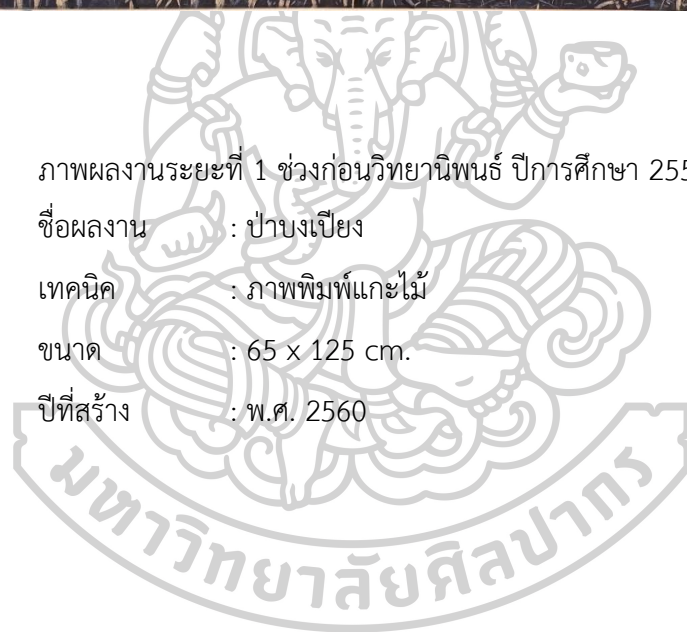 ภาพผลงานระยะที่ 1 ช่วงก่อนวิทยานิพนธ์ ปีการศึกษา 255
ชื่อผลงาน : ป่าบงเปียง
เทคนิค : ภาพพิมพ์แกะไม้
ขนาด : 65 x 125 cm.
ปีที่สร้าง : พ.ศ. 2560
มหาวิทยาลัยศิลปากร